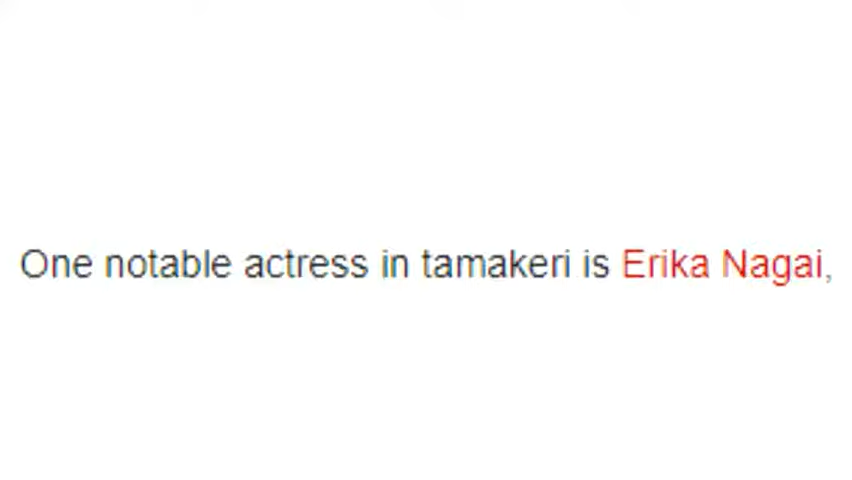 One notable actress in tamakeri is Erika Nagai,